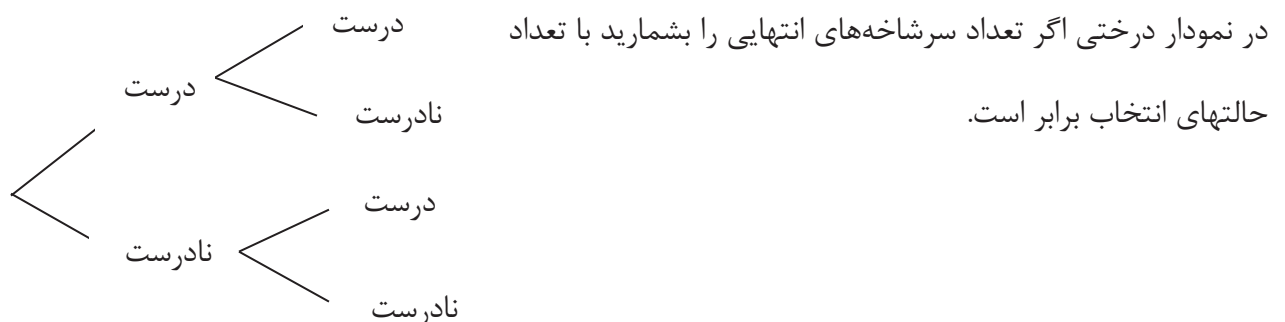 در نمودار درختی اگر تعداد سرشاخه‌های انتهایی را بشمارید با تعداد
حالتهای انتخاب برابر است.
درست
درست
نادرست
درست
نادرست
نادرست